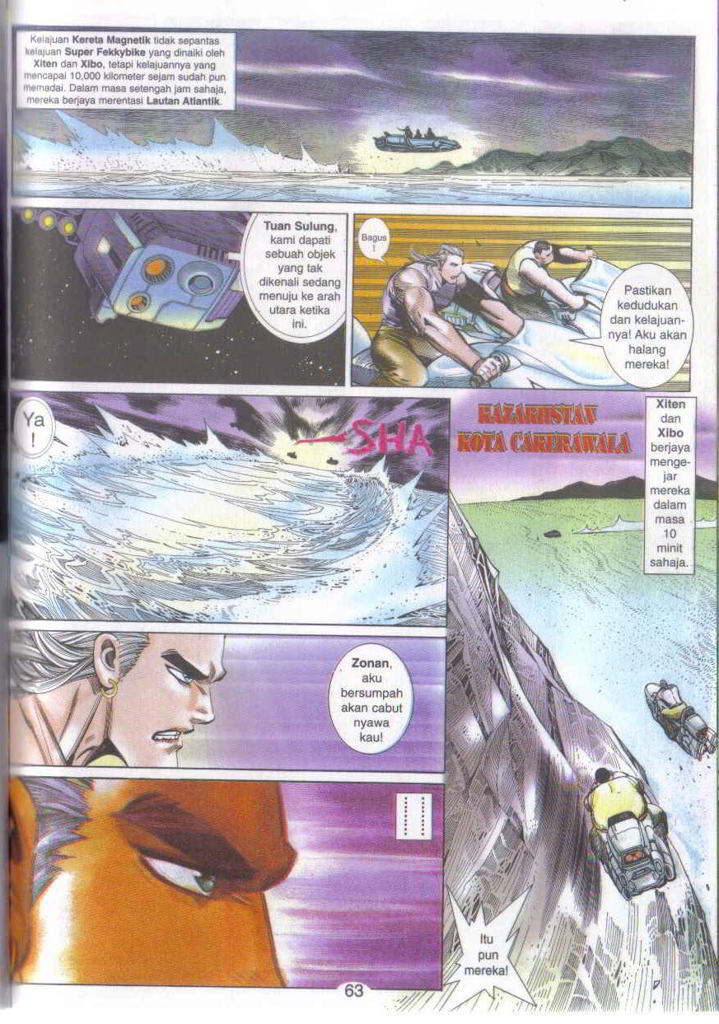 Kelajuan Kereta Magnetik tidak sepantas
kelajuan Super Fekkybike yang dinaiki oleh
Xiten dan Xibo, tetapi kelajuannya yang
mencapai 10,000 kilometer sejam sudah pun
memadai. Dalam masa setengah jam sahaja,
mereka berjaya merentasi Lautan Atlantik.
Tuan Sulung,
kami dapati
sebuah objek
yang tak
dikenali sedang
menuju ke arah
utara ketika
ini.
Bagus
!
Pastikan
kedudukan
dan kelajuan-
nya! Aku akan
halang
mereka!
Ya
!
SHA
KAZAKHSTAN
KOTA CAKERAWALA
Xiten
dan
Xibo
berjaya
menge-
jar
mereka
dalam
masa
10
minit
sahaja.
Zonan,
aku
bersumpah
akan cabut
nyawa
kau!
Itu
pun
mereka!
63